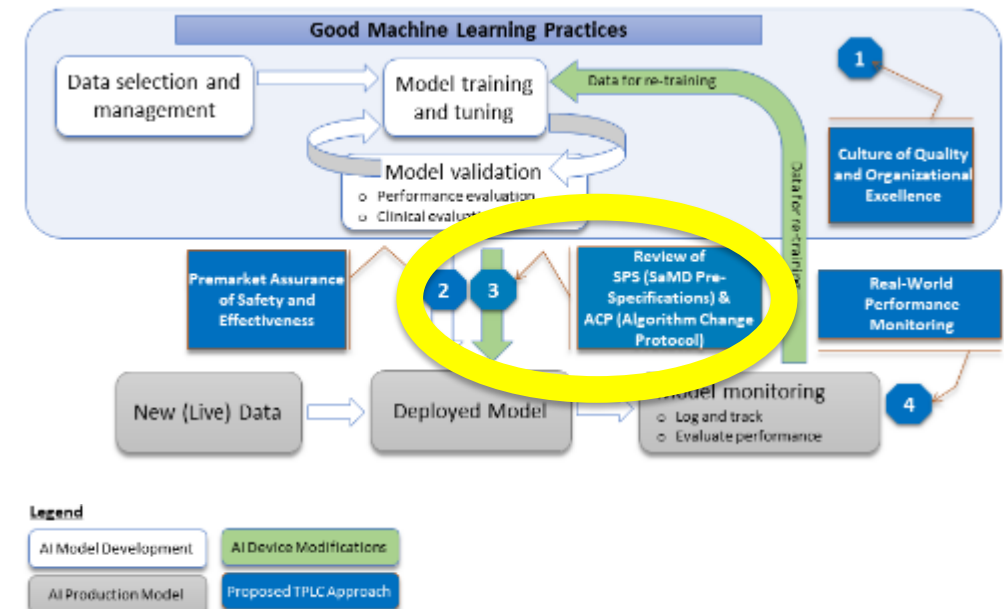 Good Machine Learning Practices
Data selection and
management
Model training
and tuning
Data for re-training
1
Culture of Quality
and Organizational
Excellence
Model validation
o Performance evaluation
o Clinical
Data for re-training
Premarket Assurance
of Safety and
Effectiveness
2
3
Review of
SPS (SaMD Pre-
Specifications) &
ACP (Algorithm Change
Protocol)
Real-World
Performance
Monitoring
New (Live) Data
Deployed Model
monitoring
o Log and track
o Evaluate performance
4
Legend
AI Model Development
AI Device Modifications
AI Production Model
Proposed TPLC Approach